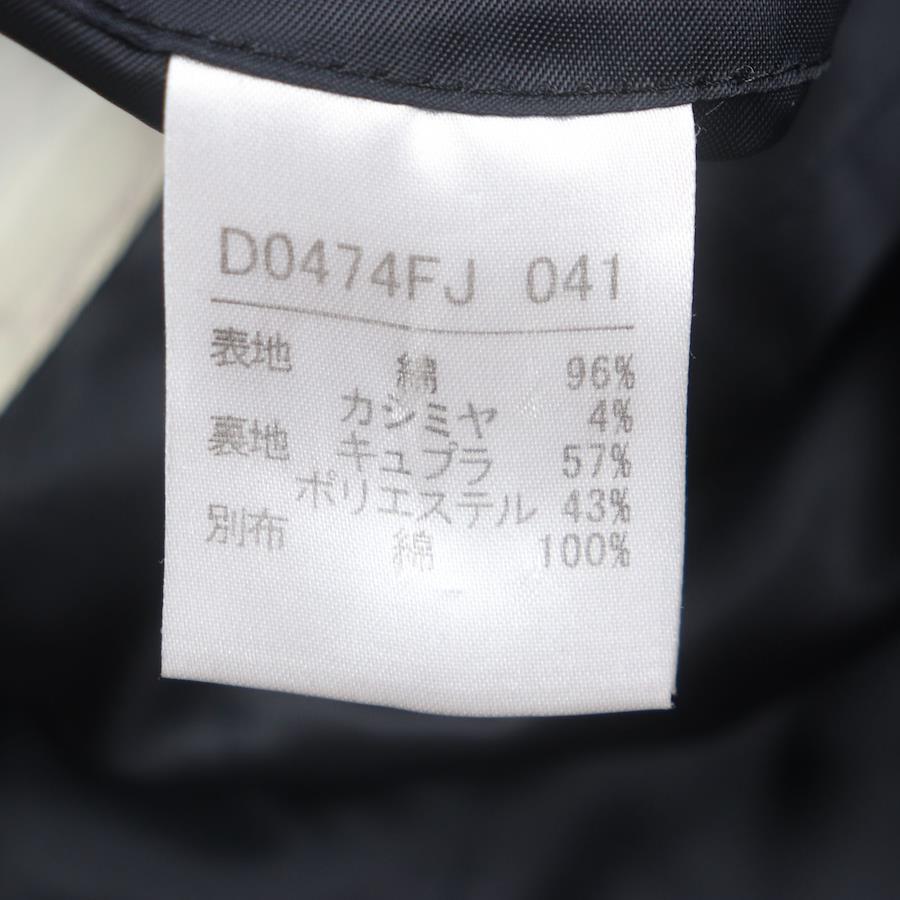 D0474FJ 041
表地 綿 96%
カシミヤ 4%
裏地 キュプラ 57%
ポリエステル 43%
別布 綿 100%